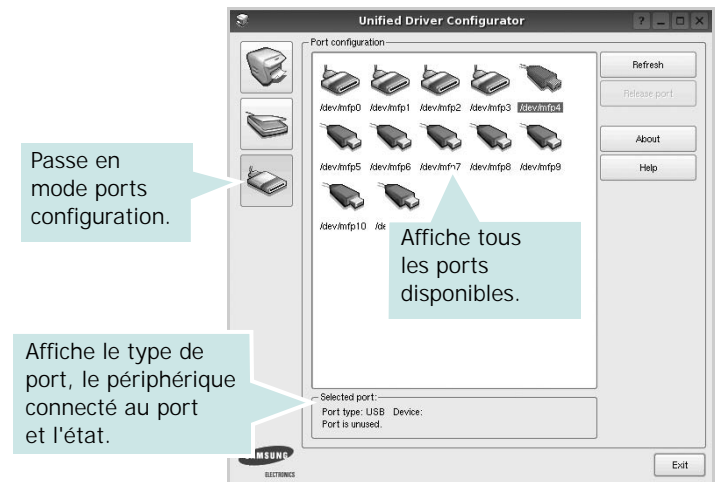 Unified Driver Configurator
Port configuration
/dev/mfp0 /dev/mfp1 /dev/mfp2 /dev/mfp3 /dev/mfp4
/dev/mfp5 /dev/mfp6 /dev/mfp7 /dev/mfp8 /dev/mfp9
/dev/mfp10
Refresh
Release port
About
Help
Passe en
mode ports
configuration.
Affiche tous
les ports
disponibles.
Affiche le type de
port, le périphérique
connecté au port
et l'état.
Selected port:
Port type: USB Device:
Port is unused.
ELECTRONICS
Exit